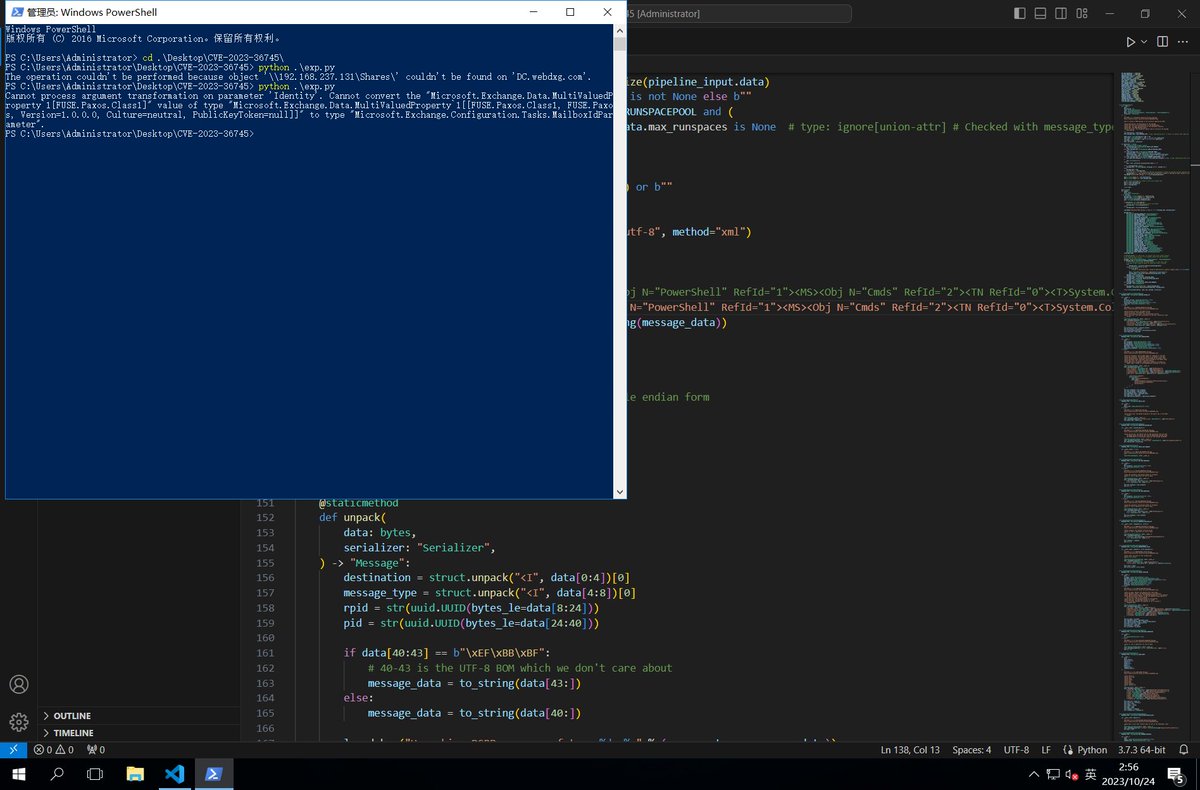 管理员: Windows PowerShell
Windows PowerShell
版权所有 (C) 2016 Microsoft Corporation。保留所有权利。
PS C:\Users\Administrator> cd .\Desktop\CVE-2023-36745\
PS C:\Users\Administrator\Desktop\CVE-2023-36745> python .\exp.py
The operation couldn't be performed because object '\\192.168.237.131\Shares\' couldn't be found on 'DC.webdxg.com'.
PS C:\Users\Administrator\Desktop\CVE-2023-36745> python .\exp.py
Cannot process argument transformation on parameter 'Identity'. Cannot convert the "Microsoft.Exchange.Data.MultiValuedP
roperty`1[FUSE.Paxos.Class1]" value of type "Microsoft.Exchange.Data.MultiValuedProperty`1[[FUSE.Paxos.Class1, FUSE.Paxo
s, Version=1.0.0.0, Culture=neutral, PublicKeyToken=null]]" to type "Microsoft.Exchange.Configuration.Tasks.MailboxIdPar
ameter".
PS C:\Users\Administrator\Desktop\CVE-2023-36745>
5 [Administrator]
ize(pipeline_input.data)
is not None else b""
RUNSPACEPOOL and (
ata.max_runspaces is None  # type: ignore[union-attr] # Checked with message_type
) or b""
utf-8", method="xml")
bj N="PowerShell" RefId="1"><MS><Obj N="Cmds" RefId="2"><TN RefId="0"><T>System.C
N="PowerShell" RefId="1"><MS><Obj N="Cmds" RefId="2"><TN RefId="0"><T>System.Col
ng(message_data))
le endian form
151 @staticmethod
152 def unpack(
153 data: bytes,
154 serializer: "Serializer",
155 ) -> "Message":
156 destination = struct.unpack("<I", data[0:4])[0]
157 message_type = struct.unpack("<I", data[4:8])[0]
158 rpid = str(uuid.UUID(bytes_le=data[8:24]))
159 pid = str(uuid.UUID(bytes_le=data[24:40]))
160
161 if data[40:43] == b"\xEF\xBB\xBF":
162 # 40-43 is the UTF-8 BOM which we don't care about
163 message_data = to_string(data[43:])
164 else:
165 message_data = to_string(data[40:])
166
OUTLINE
TIMELINE
0 0 0
Ln 138, Col 13 Spaces: 4 UTF-8 LF Python 3.7.3 64-bit
英
2:56
2023/10/24
5